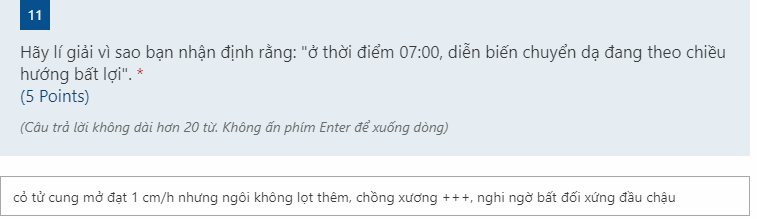 11
Hãy lí giải vì sao bạn nhận định rằng: "ở thời điểm 07:00, diễn biến chuyển dạ đang theo chiều
hướng bất lợi". *
(5 Points)
(Câu trả lời không dài hơn 20 từ. Không ấn phím Enter để xuống dòng)
cỏ tử cung mở đạt 1 cm/h nhưng ngôi không lọt thêm, chồng xương +++, nghi ngờ bất đối xứng đầu chậu